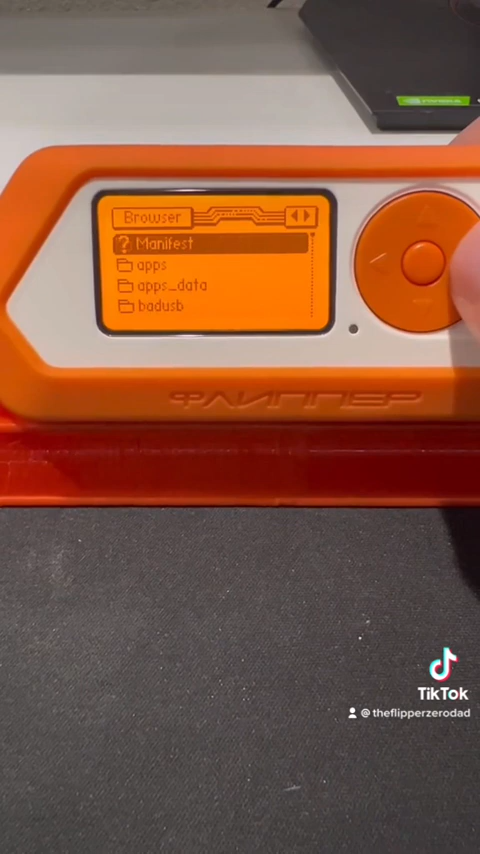 Browser
? Manifest
apps
apps_data
badusb
ФЛИППЕР
TikTok
@theflipperzerodad